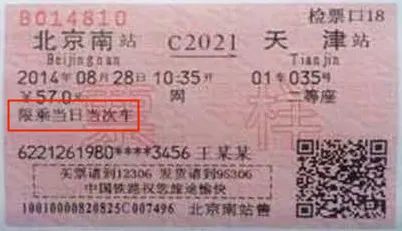 B014810 检票口18
北京南站 C2021 天津站
Beijingnan Tianjin
2014年08月28日 10:35开 01车035号
￥57.0元 网 二等座
限乘当日当次车
票样
6221261980****3456 王某某
买票请到12306 发货请到95306
中国铁路祝您旅途愉快
10010000820825C007496 北京南站售